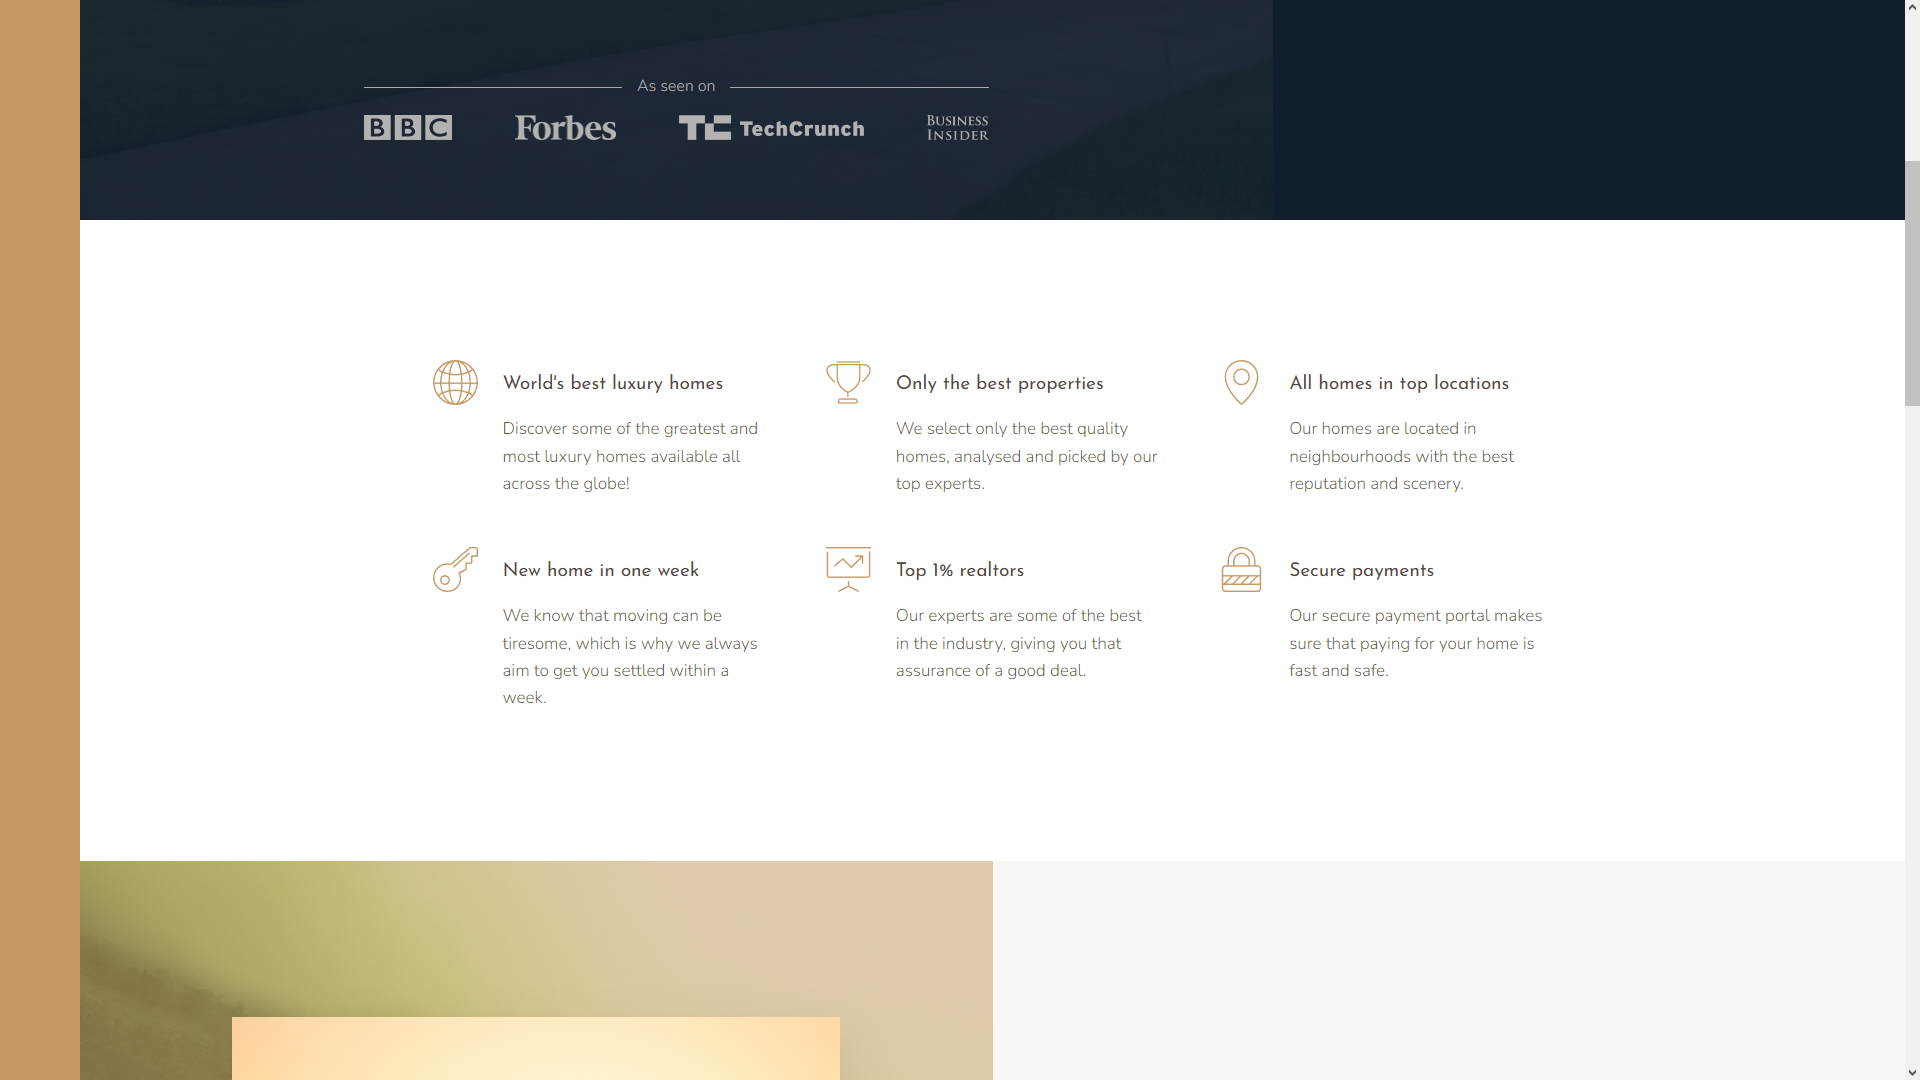 As seen on
BBC
Forbes
TC TechCrunch
BUSINESS
INSIDER
World's best luxury homes
Discover some of the greatest and
most luxury homes available all
across the globe!
Only the best properties
We select only the best quality
homes, analysed and picked by our
top experts.
All homes in top locations
Our homes are located in
neighbourhoods with the best
reputation and scenery.
New home in one week
We know that moving can be
tiresome, which is why we always
aim to get you settled within a
week.
Top 1% realtors
Our experts are some of the best
in the industry, giving you that
assurance of a good deal.
Secure payments
Our secure payment portal makes
sure that paying for your home is
fast and safe.